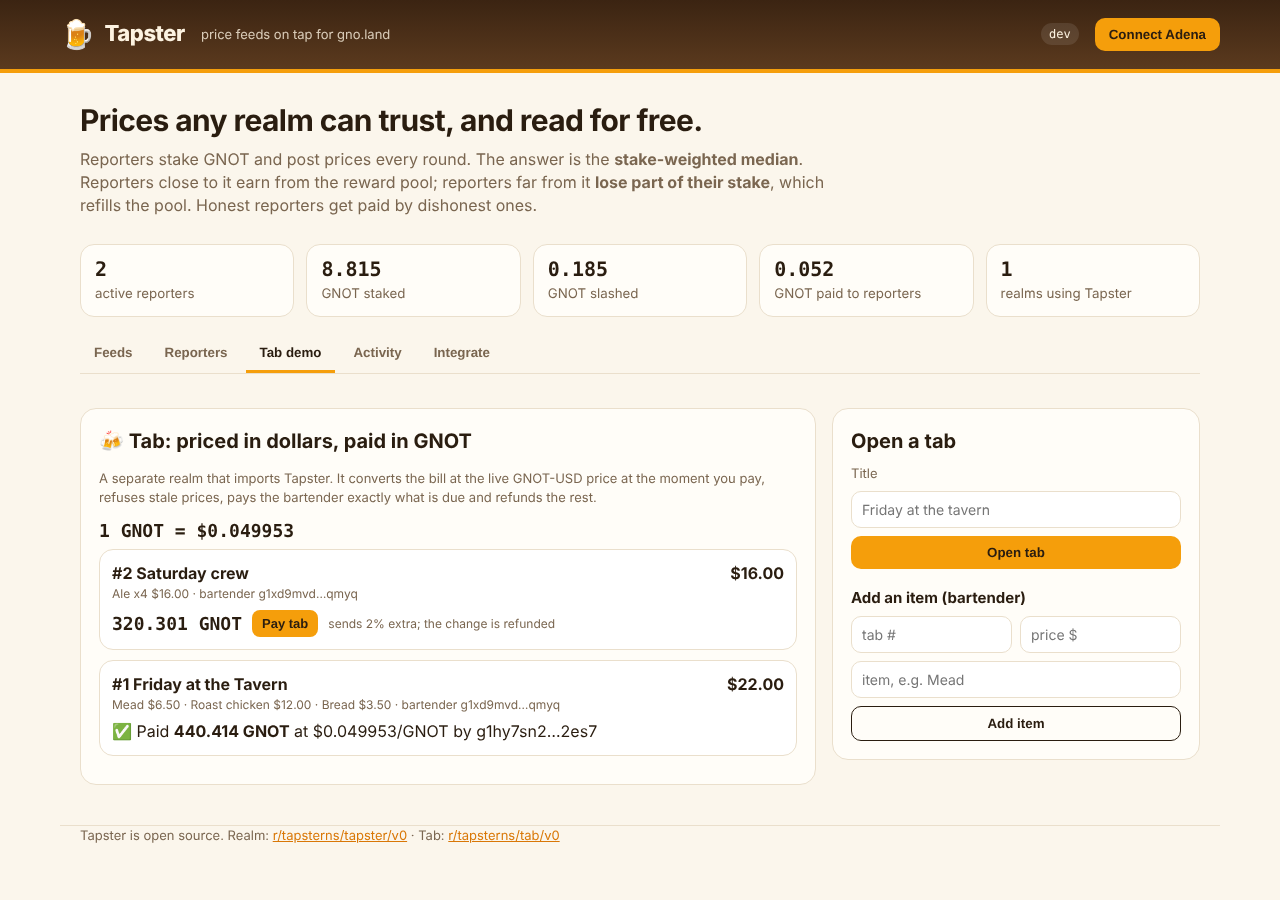 Tapster
price feeds on tap for gno.land
dev
Connect Adena
Prices any realm can trust, and read for free.
Reporters stake GNOT and post prices every round. The answer is the stake-weighted median.
Reporters close to it earn from the reward pool; reporters far from it lose part of their stake, which
refills the pool. Honest reporters get paid by dishonest ones.
2
active reporters
8.815
GNOT staked
0.185
GNOT slashed
0.052
GNOT paid to reporters
1
realms using Tapster
Feeds
Reporters
Tab demo
Activity
Integrate
Tab: priced in dollars, paid in GNOT
A separate realm that imports Tapster. It converts the bill at the live GNOT-USD price at the moment you pay,
refuses stale prices, pays the bartender exactly what is due and refunds the rest.
1 GNOT = $0.049953
#2 Saturday crew
$16.00
Ale x4 $16.00 · bartender g1xd9mvd…qmyq
320.301 GNOT
Pay tab
sends 2% extra; the change is refunded
#1 Friday at the Tavern
$22.00
Mead $6.50 · Roast chicken $12.00 · Bread $3.50 · bartender g1xd9mvd…qmyq
✅ Paid 440.414 GNOT at $0.049953/GNOT by g1hy7sn2…2es7
Open a tab
Title
Friday at the tavern
Open tab
Add an item (bartender)
tab #
price $
item, e.g. Mead
Add item
Tapster is open source. Realm: r/tapsterns/tapster/v0 · Tab: r/tapsterns/tab/v0